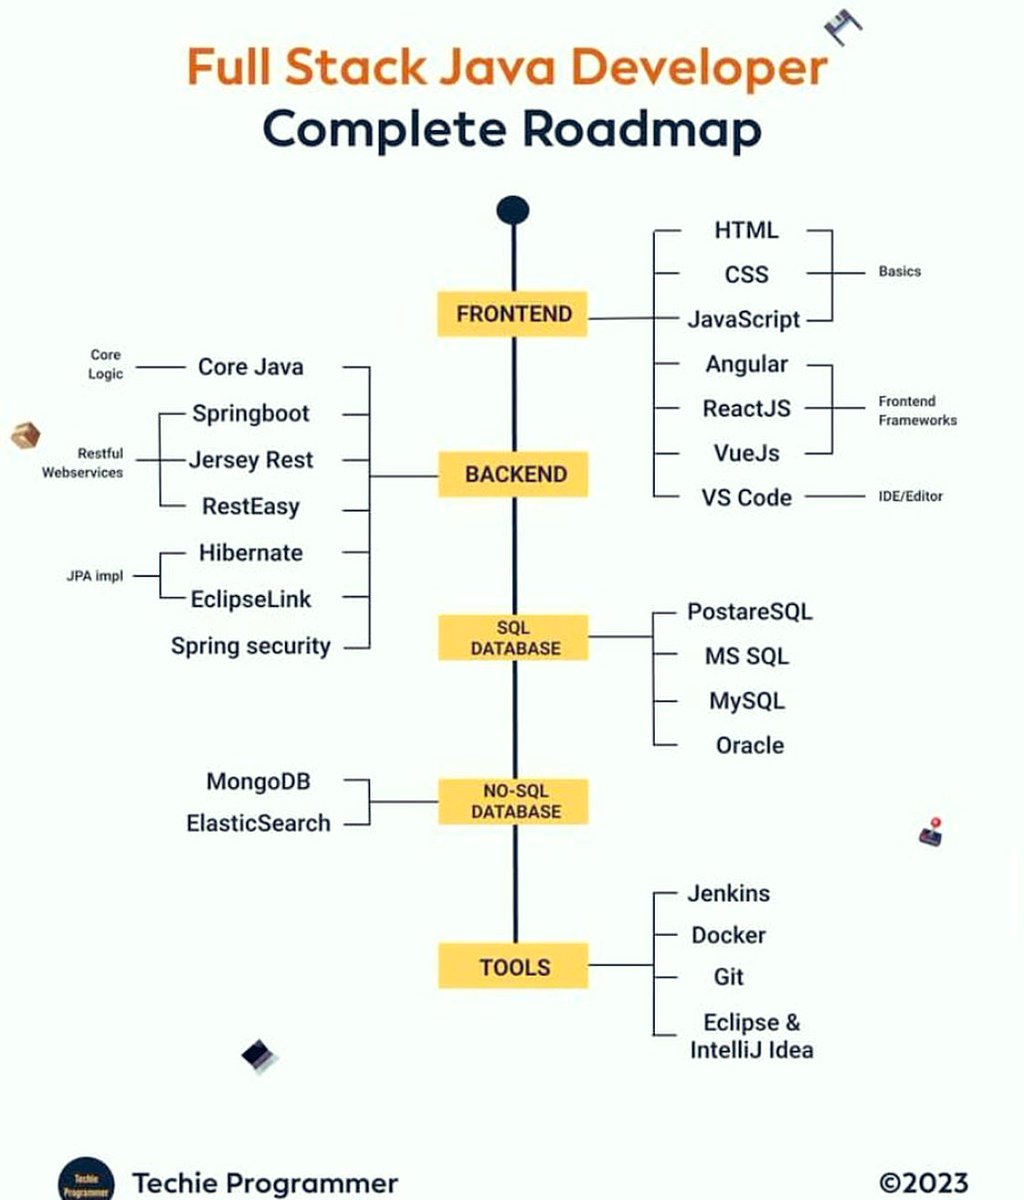 Full Stack Java Developer
Complete Roadmap
FRONTEND
HTML
CSS
JavaScript
Basics
Angular
ReactJS
VueJs
Frontend
Frameworks
VS Code
IDE/Editor
BACKEND
Core
Logic
Core Java
Springboot
Jersey Rest
RestEasy
Restful
Webservices
Hibernate
EclipseLink
JPA impl
Spring security
SQL
DATABASE
PostareSQL
MS SQL
MySQL
Oracle
NO-SQL
DATABASE
MongoDB
ElasticSearch
TOOLS
Jenkins
Docker
Git
Eclipse &
IntelliJ Idea
Techie
Programmer
Techie Programmer
©2023